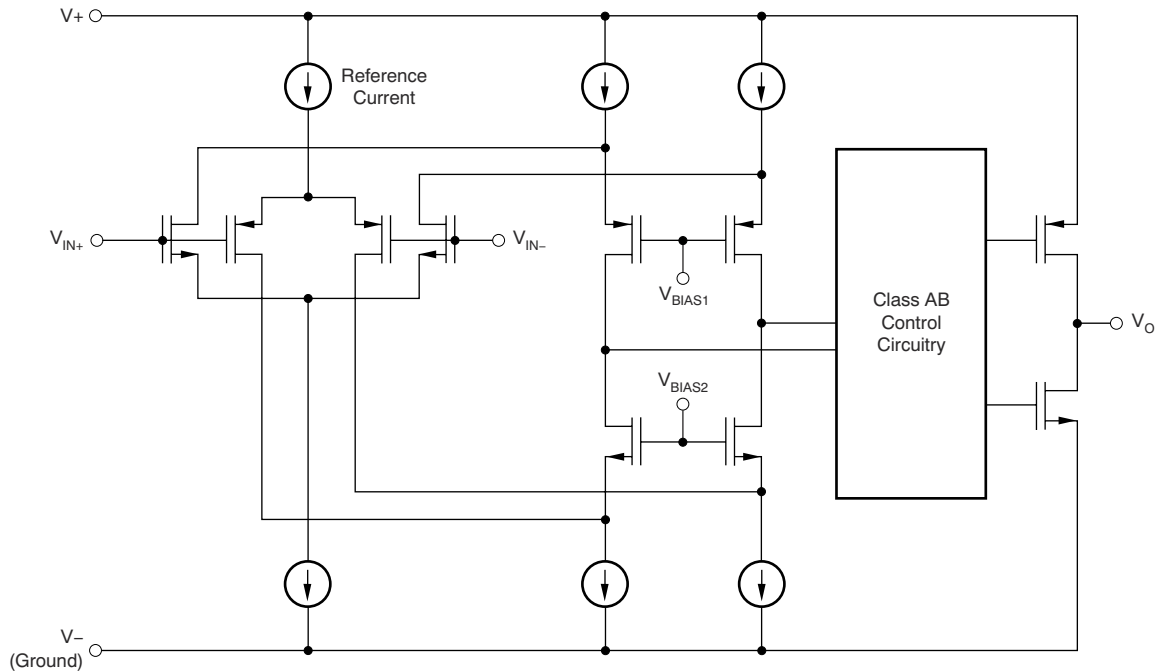 V+
Reference
Current
VIN+
VIN−
VBIAS1
Class AB
Control
Circuitry
VO
VBIAS2
V−
(Ground)